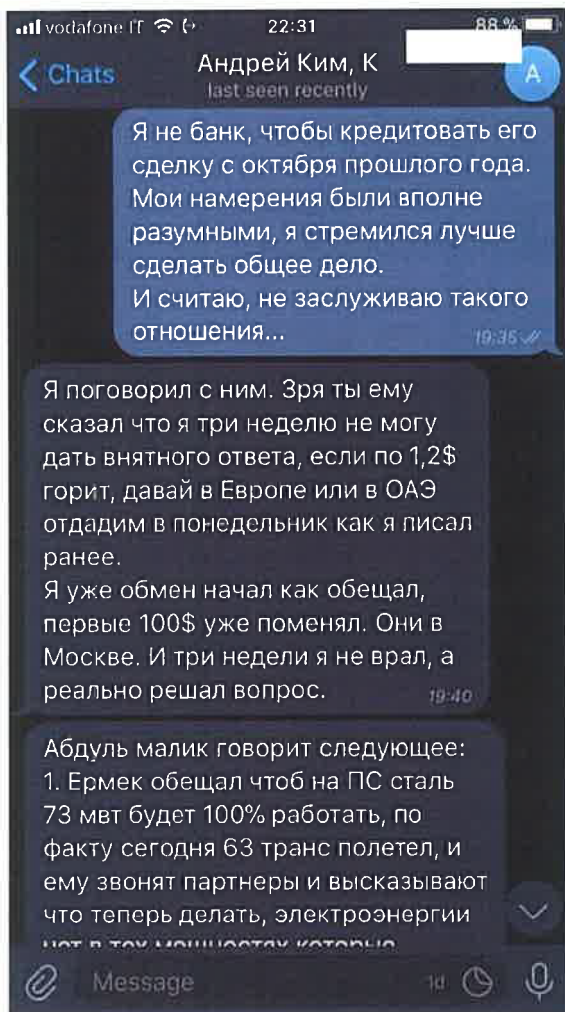 vodafone IT
22:31
88 %
Chats
Андрей Ким, К
last seen recently
A
Я не банк, чтобы кредитовать его
сделку с октября прошлого года.
Мои намерения были вполне
разумными, я стремился лучше
сделать общее дело.
И считаю, не заслуживаю такого
отношения...
19:35
Я поговорил с ним. Зря ты ему
сказал что я три неделю не могу
дать внятного ответа, если по 1,2$
горит, давай в Европе или в ОАЭ
отдадим в понедельник как я писал
ранее.
Я уже обмен начал как обещал,
первые 100$ уже поменял. Они в
Москве. И три недели я не врал, а
реально решал вопрос.
19:40
Абдуль малик говорит следующее:
1. Ермек обещал чтоб на ПС сталь
73 мвт будет 100% работать, по
факту сегодня 63 транс полетел, и
ему звонят партнеры и высказывают
что теперь делать, электроэнергии
нет в тех мощностях которые
Message
1d